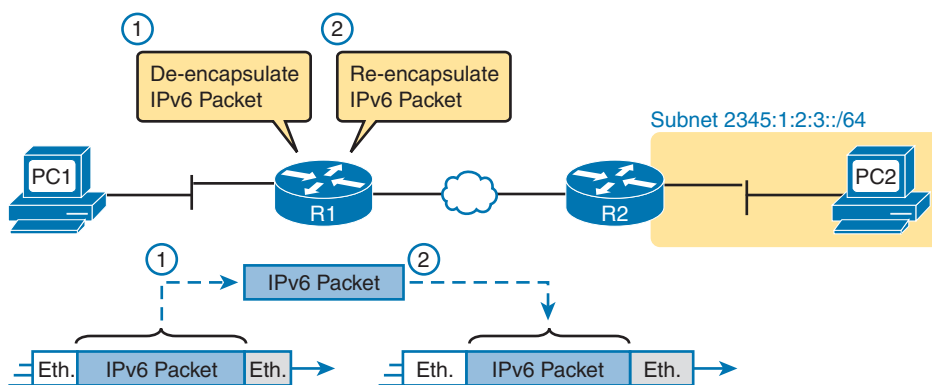 1
2
De-encapsulate
IPv6 Packet
Re-encapsulate
IPv6 Packet
Subnet 2345:1:2:3::/64
PC1
R1
R2
PC2
1
IPv6 Packet
2
Eth. IPv6 Packet Eth.
Eth. IPv6 Packet Eth.